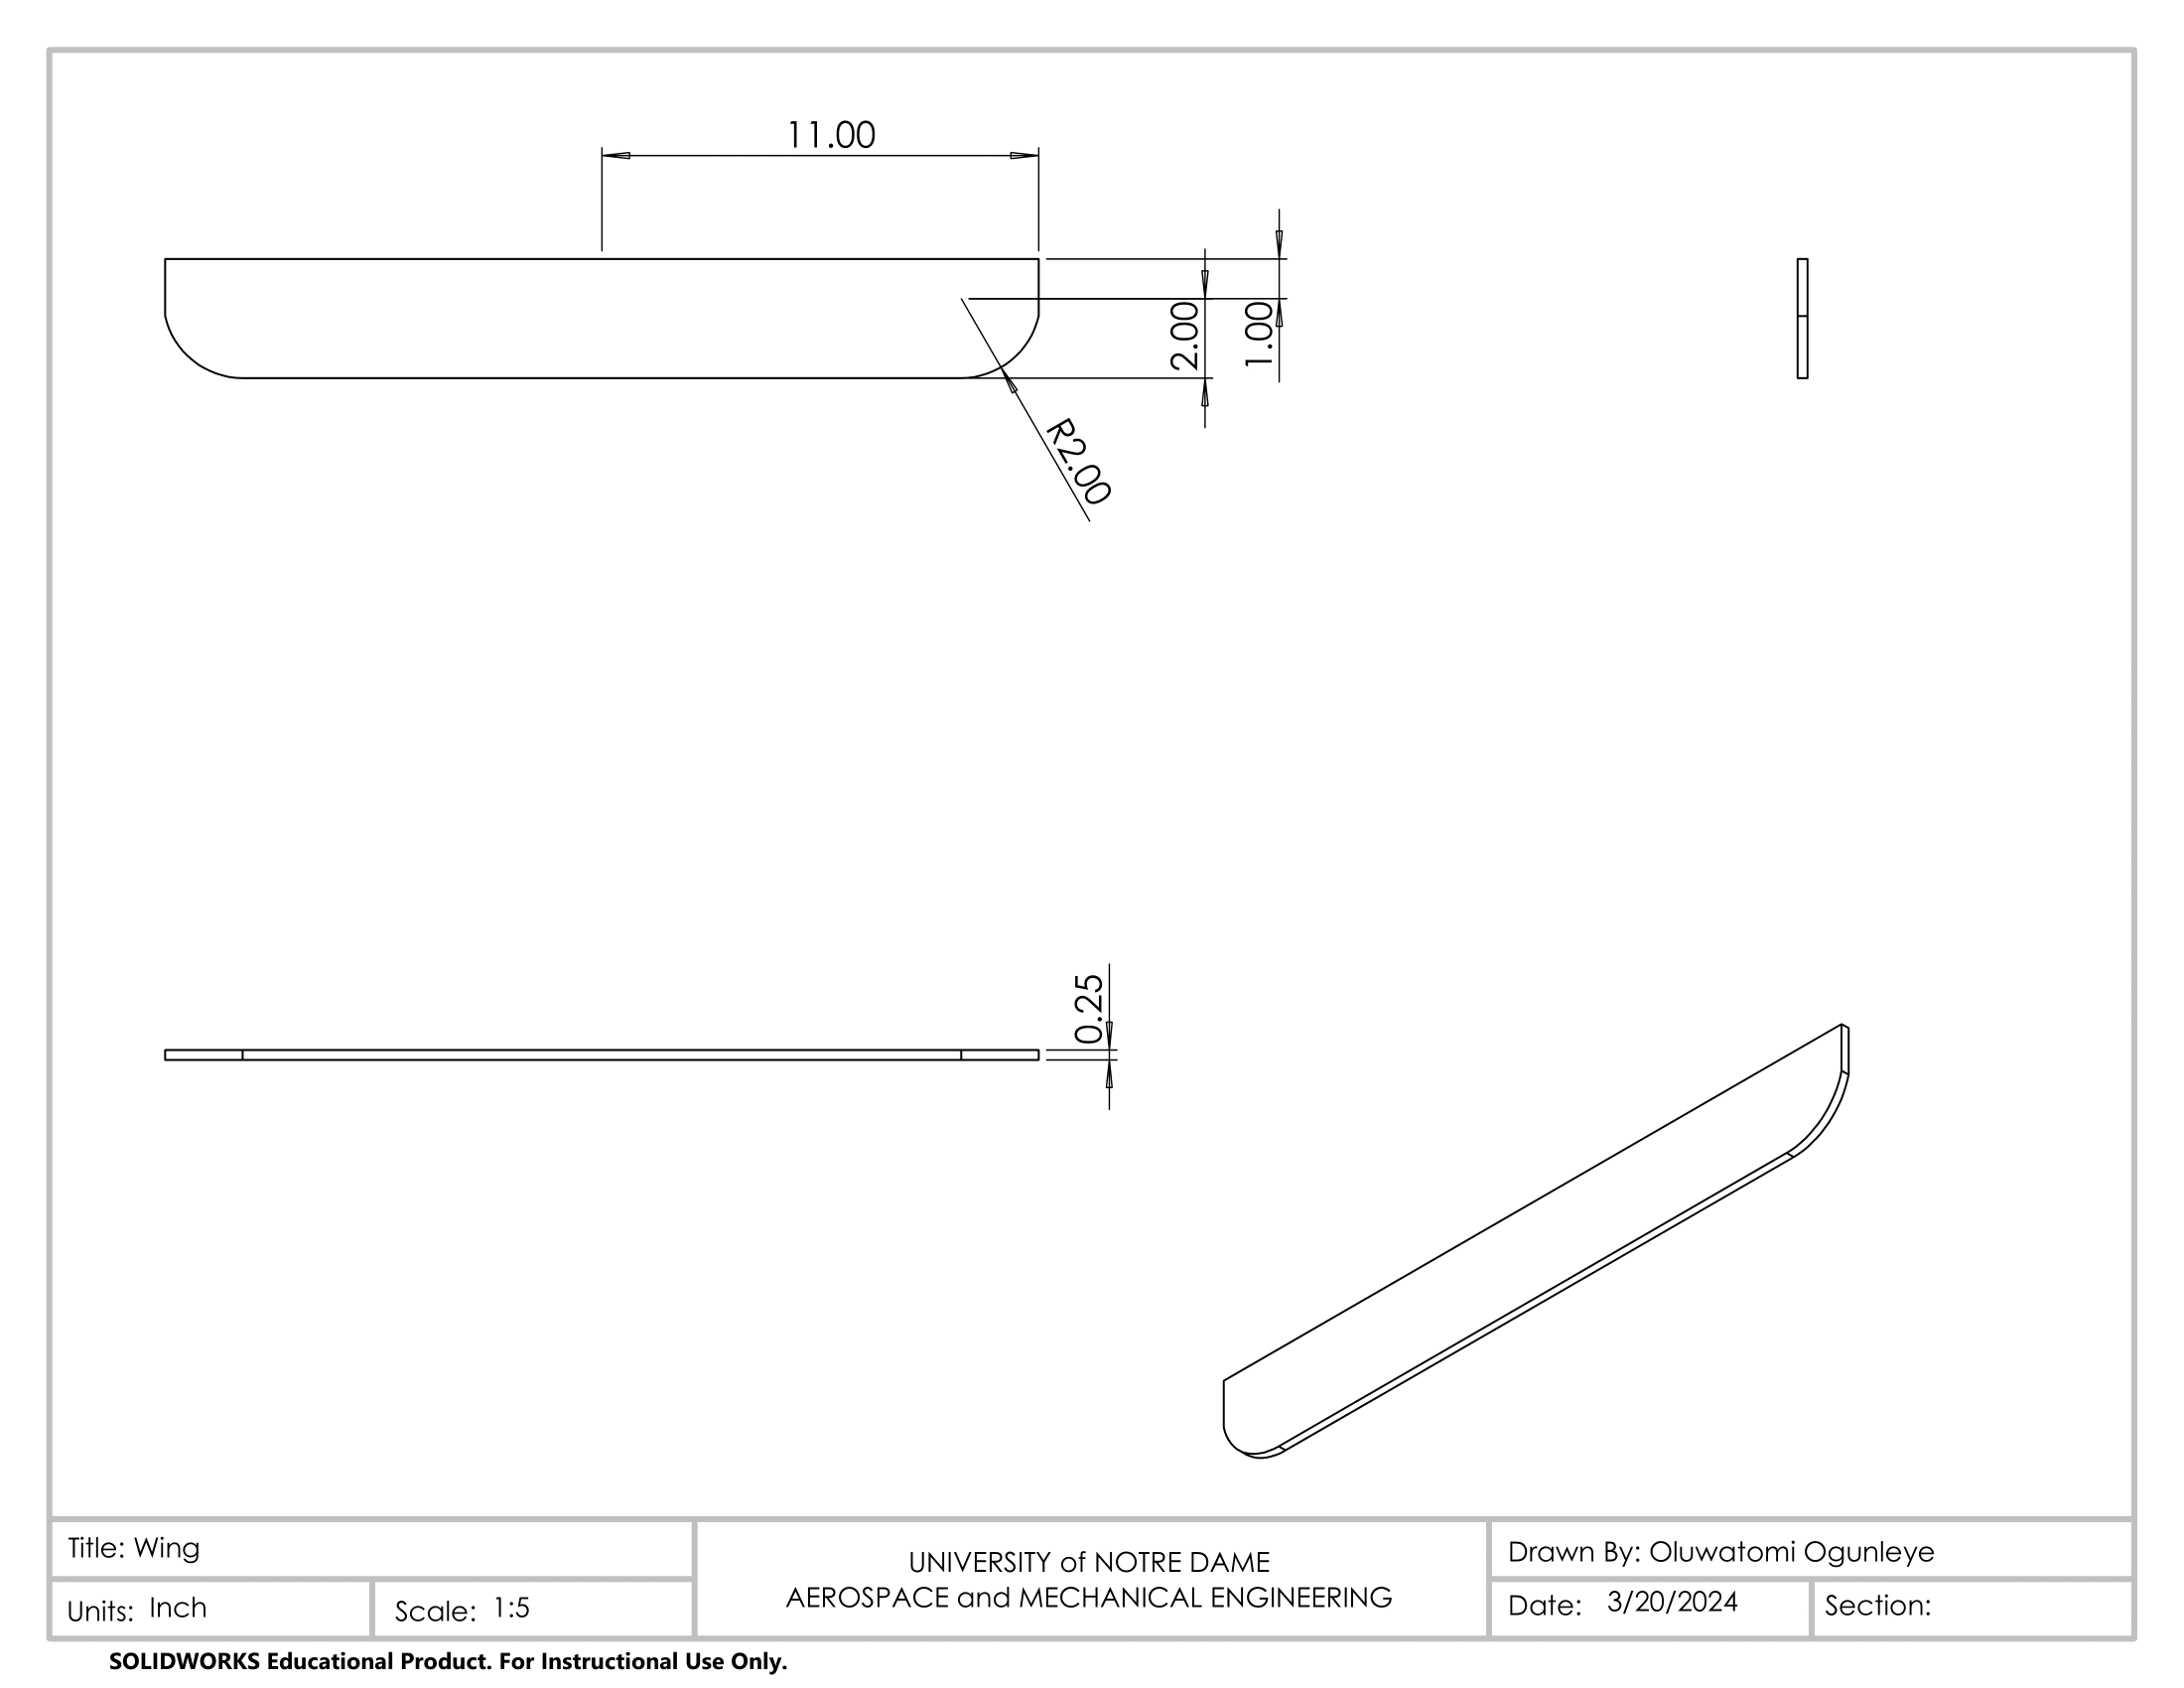 11.00
2.00
1.00
R2.00
0.25
Title: Wing
Units: Inch
Scale: 1:5
UNIVERSITY of NOTRE DAME
AEROSPACE and MECHANICAL ENGINEERING
Drawn By: Oluwatomi Ogunleye
Date: 3/20/2024
Section:
SOLIDWORKS Educational Product. For Instructional Use Only.